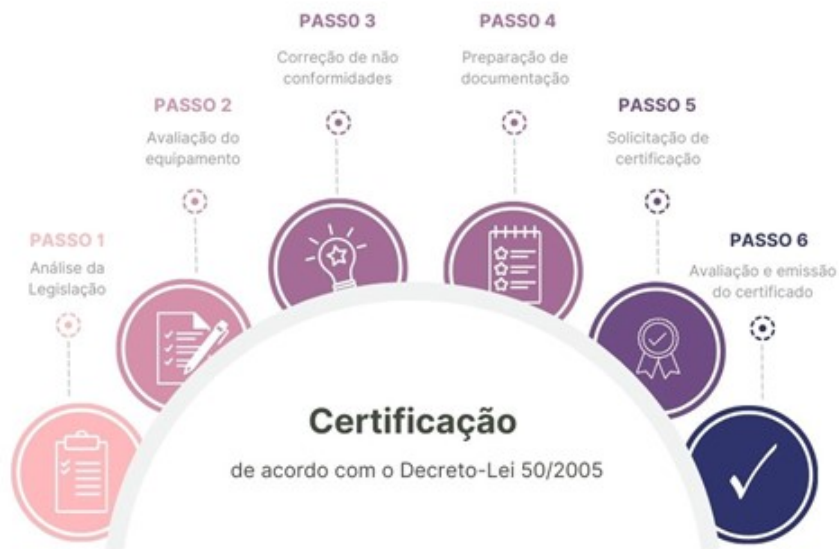 PASSO 1
Análise da
Legislação
PASSO 2
Avaliação do
equipamento
PASSO 3
Correção de não
conformidades
PASSO 4
Preparação de
documentação
PASSO 5
Solicitação de
certificação
PASSO 6
Avaliação e emissão
do certificado
Certificação
de acordo com o Decreto-Lei 50/2005